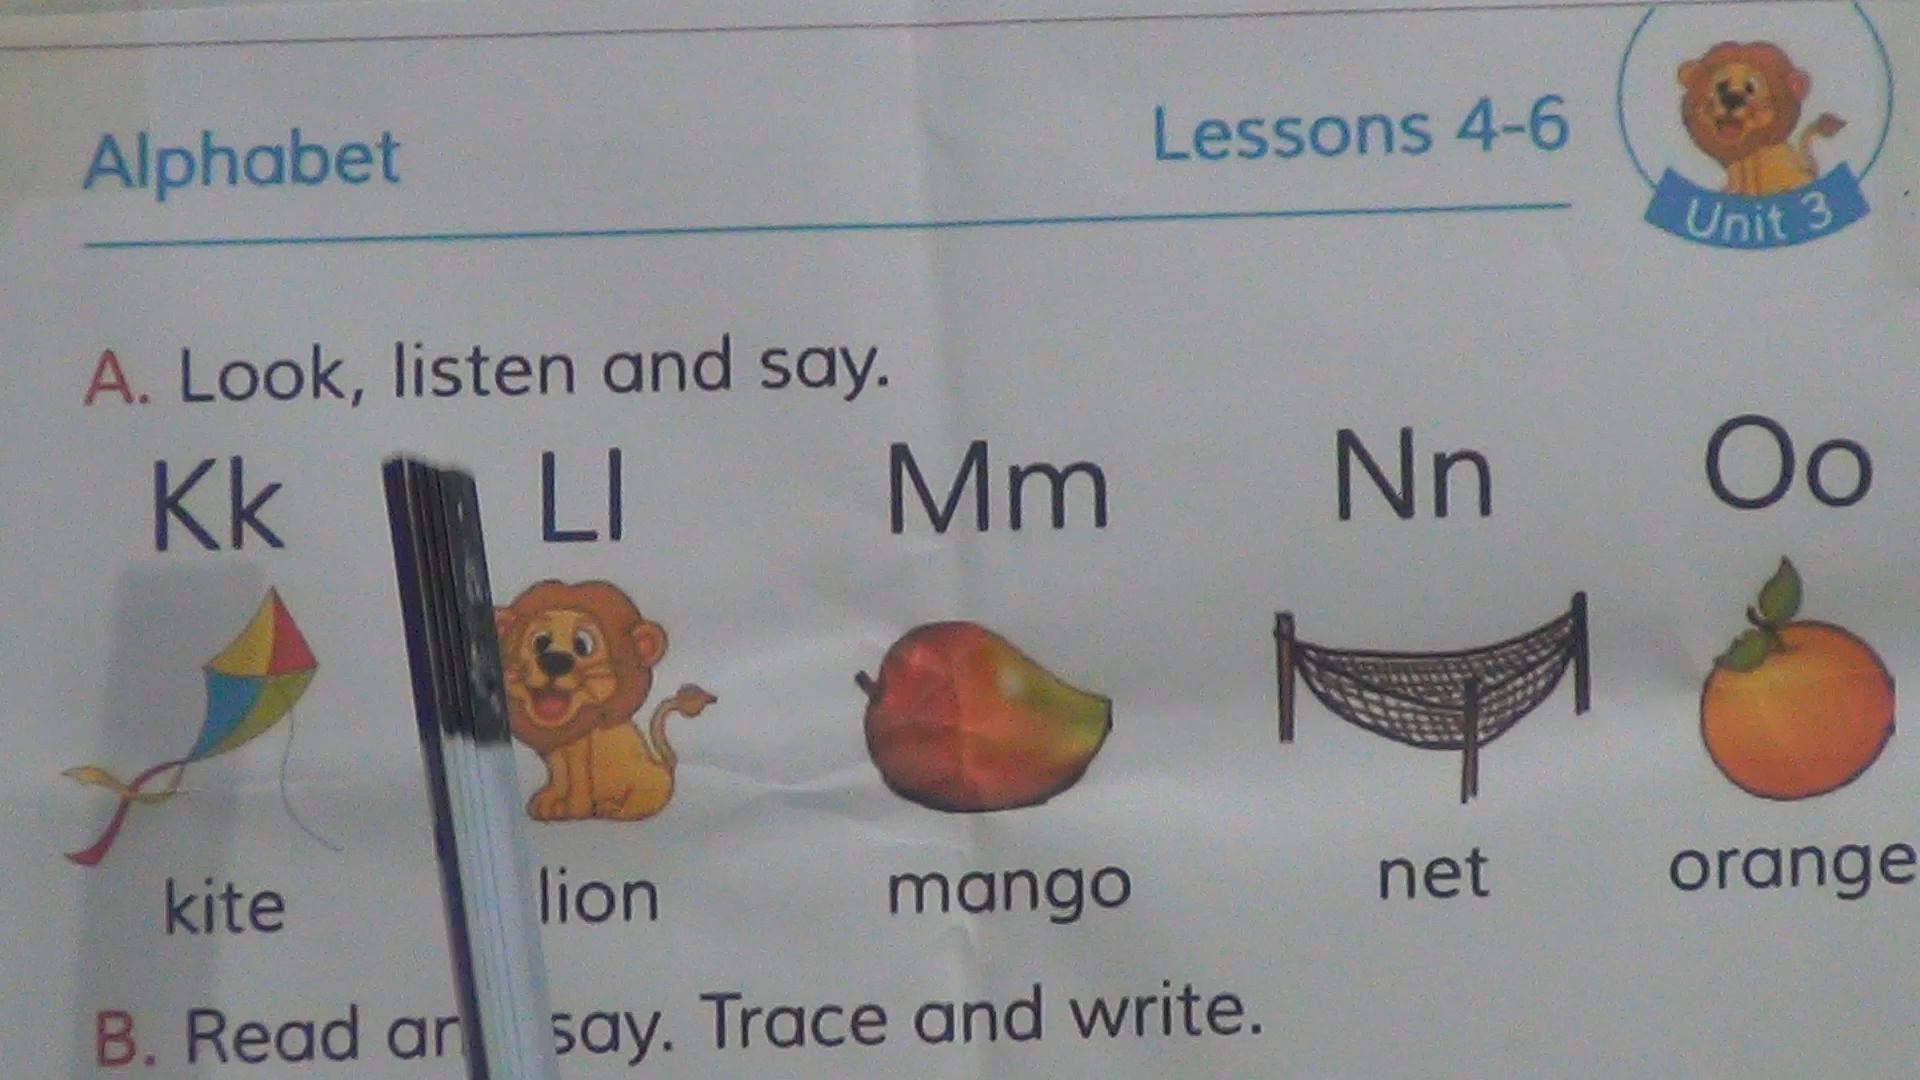 Alphabet
Lessons 4-6
Unit 3
A. Look, listen and say.
Kk Ll Mm Nn Oo
kite lion mango net orange
B. Read an say. Trace and write.